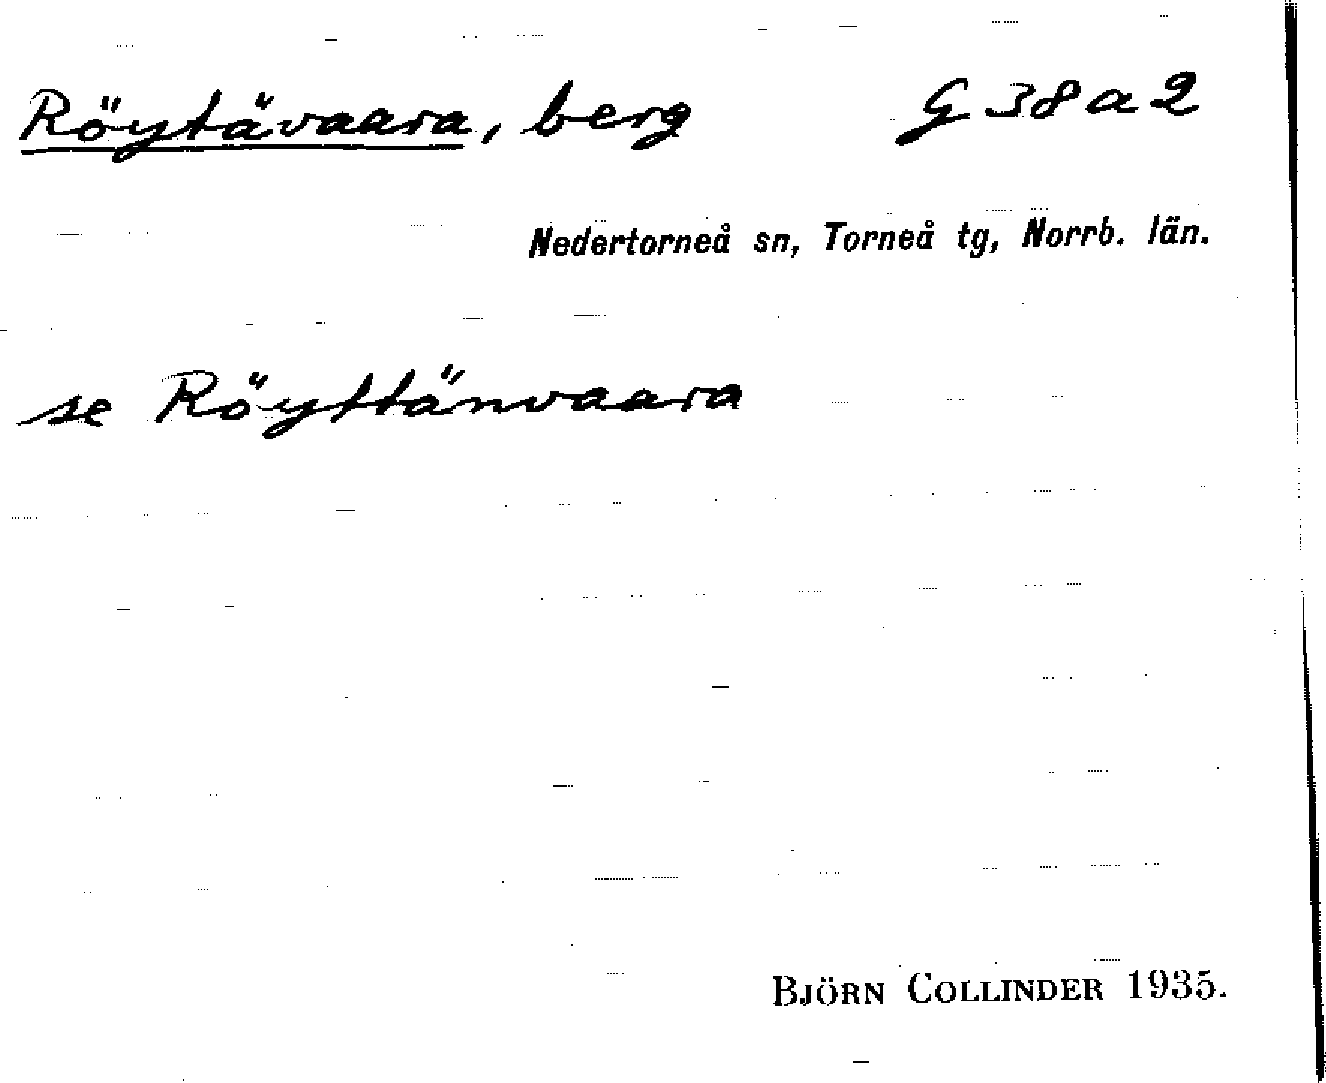 Röytävaara, berg G 38 a 2
Nedertorneå sn, Torneå tg, Norrb. län.
se Röyttänvaara
BJÖRN COLLINDER 1935.